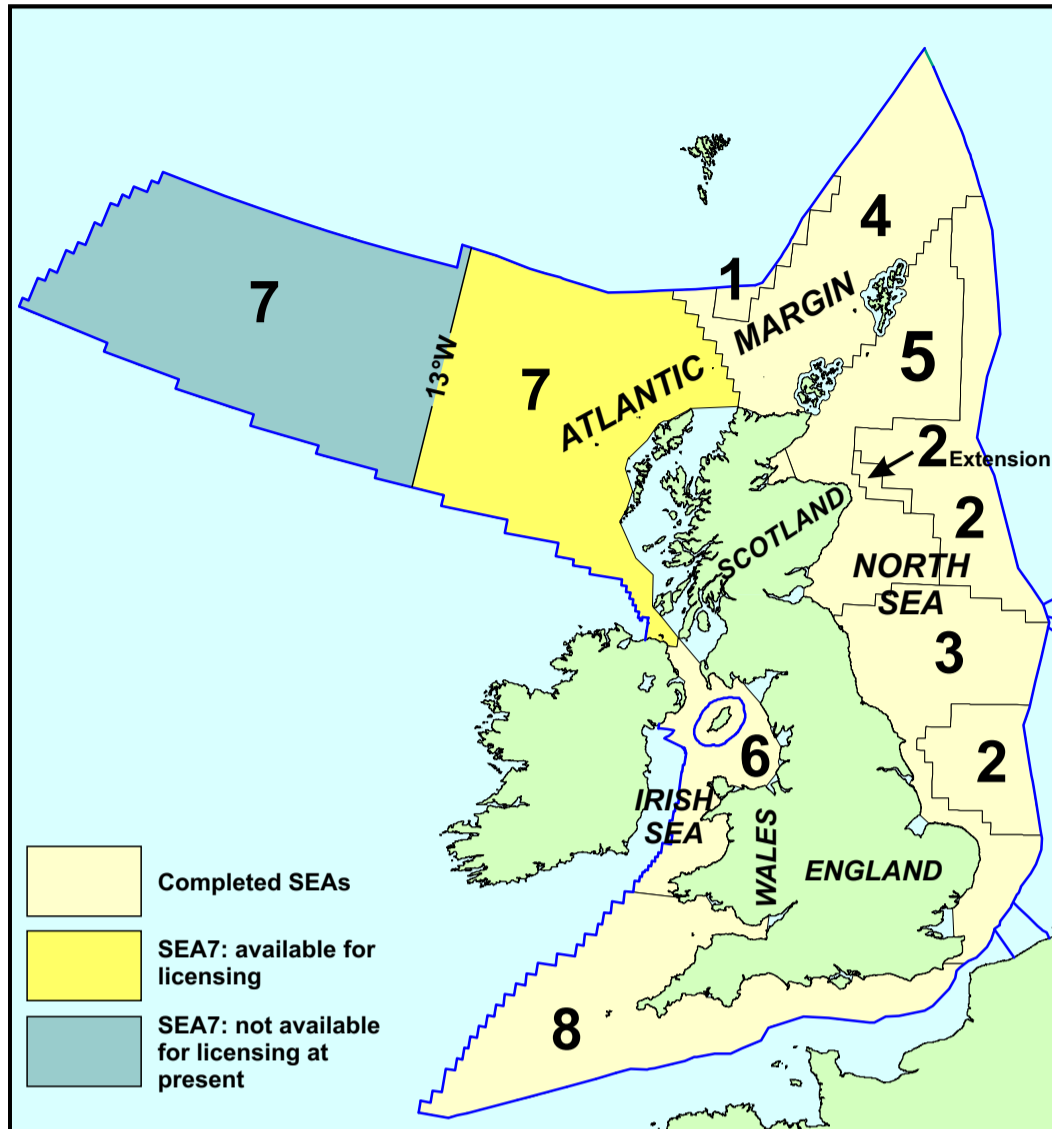 4
1
7
MARGIN
5
13°W
7
ATLANTIC
2
Extension
2
SCOTLAND
NORTH
SEA
3
6
2
IRISH
SEA
WALES
ENGLAND
8
Completed SEAs
SEA7: available for
licensing
SEA7: not available
for licensing at
present